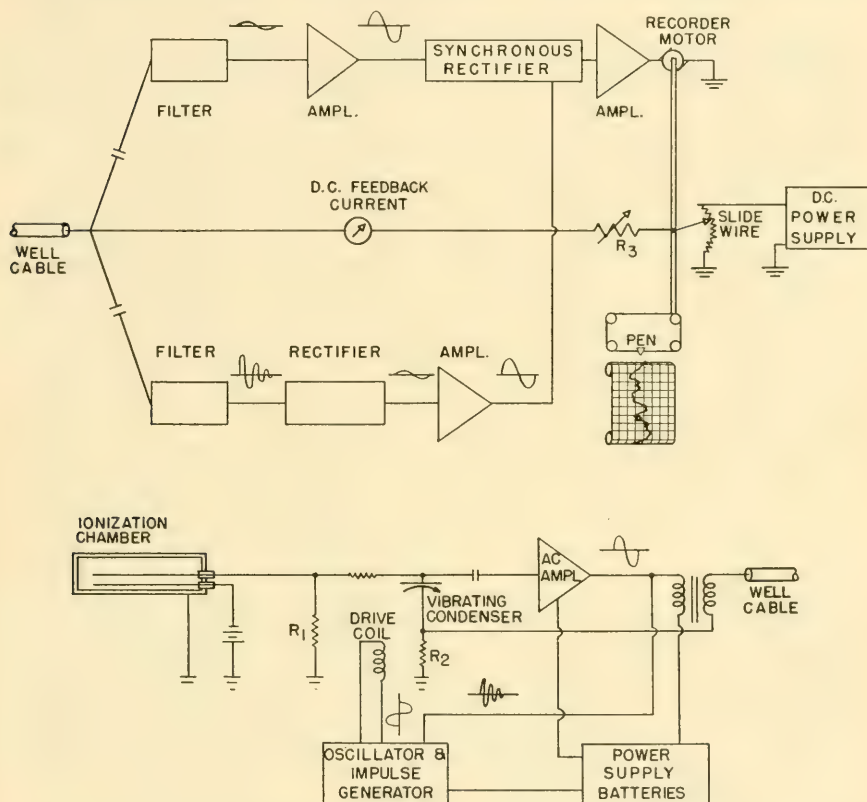 RECORDER
MOTOR
SYNCHRONOUS
RECTIFIER
FILTER
AMPL.
AMPL.
D.C. FEEDBACK
CURRENT
WELL
CABLE
R3
SLIDE
WIRE
D.C.
POWER
SUPPLY
PEN
FILTER
RECTIFIER
AMPL.
IONIZATION
CHAMBER
AC
AMPL.
WELL
CABLE
VIBRATING
CONDENSER
DRIVE
COIL
R1
R2
OSCILLATOR &
IMPULSE
GENERATOR
POWER
SUPPLY
BATTERIES